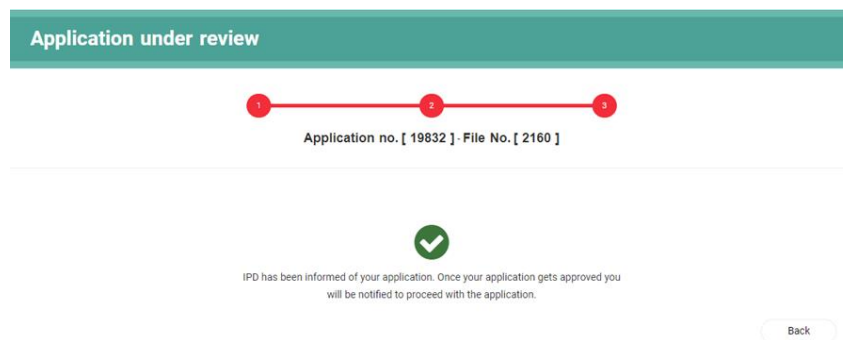 Application under review
1 2 3
Application no. [ 19832 ] - File No. [ 2160 ]
IPD has been informed of your application. Once your application gets approved you
will be notified to proceed with the application.
Back